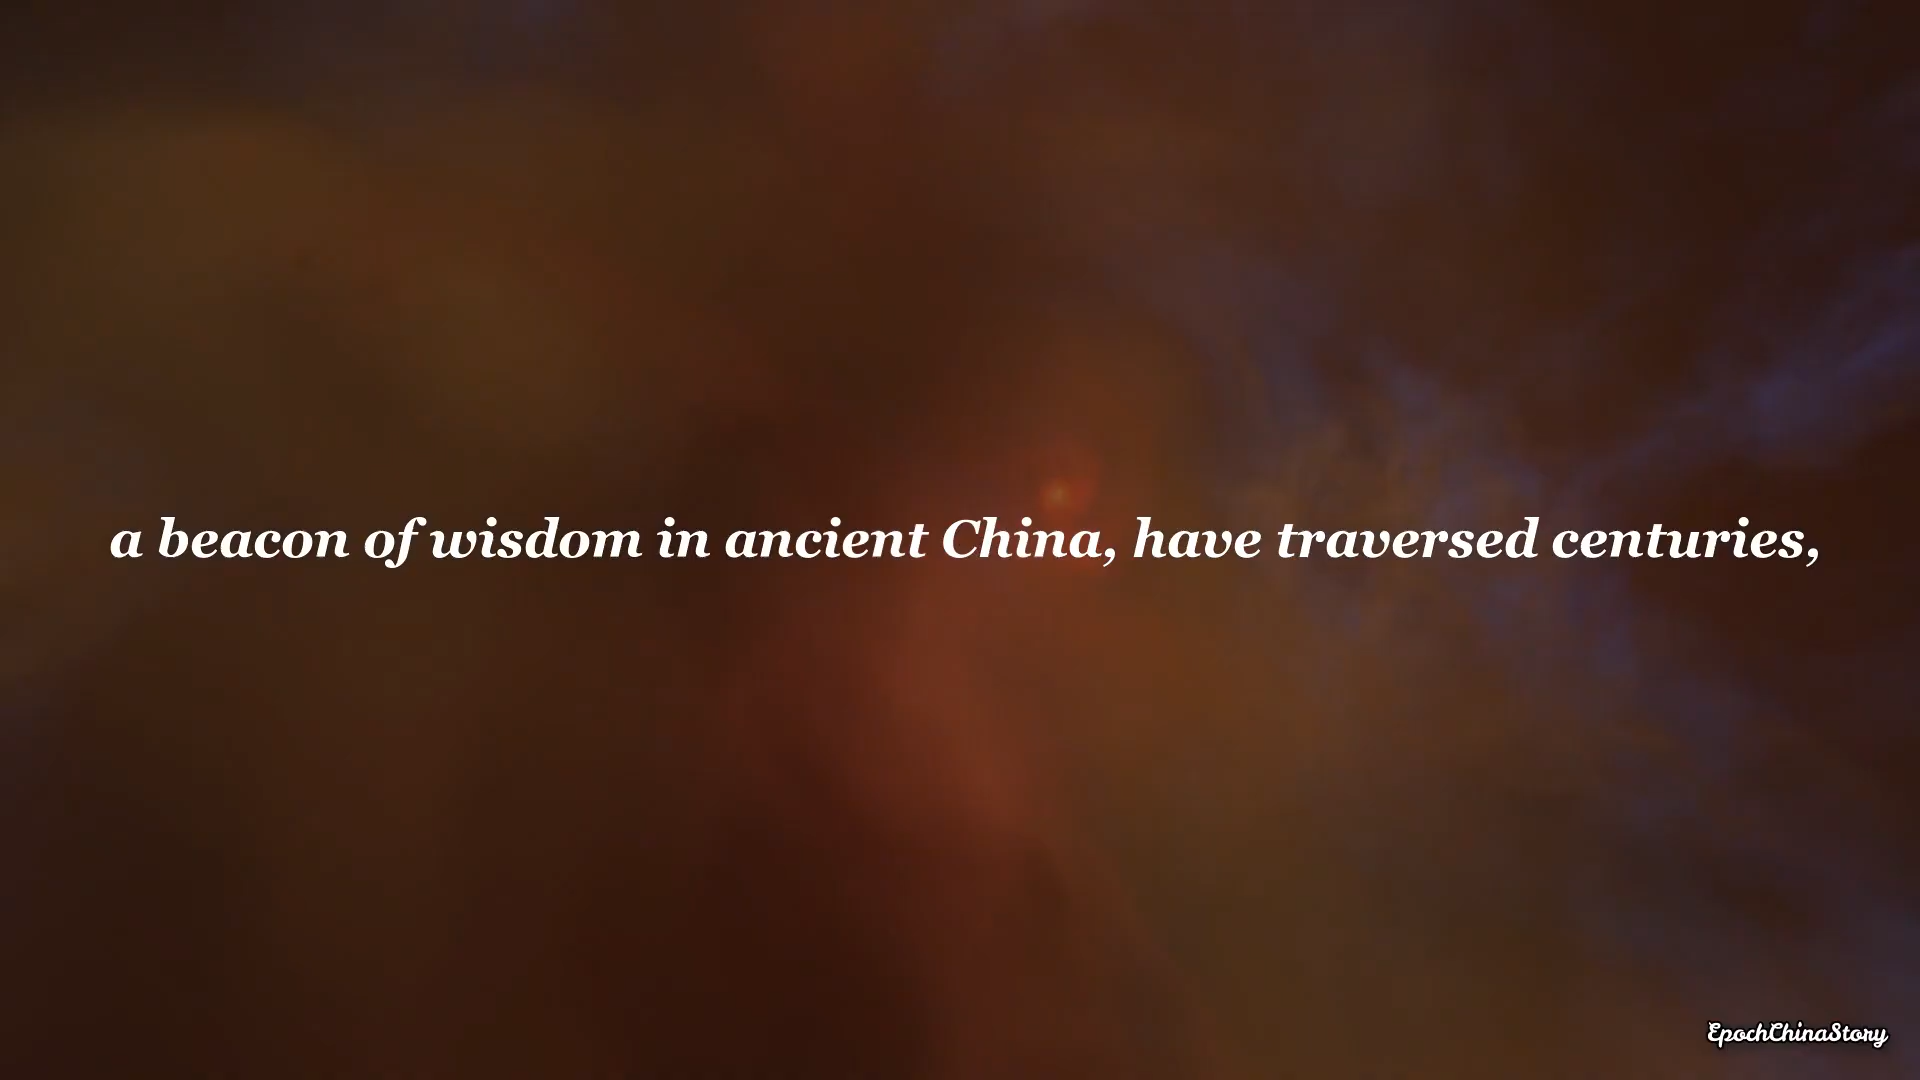 a beacon of wisdom in ancient China, have traversed centuries,
EpochChinaStory